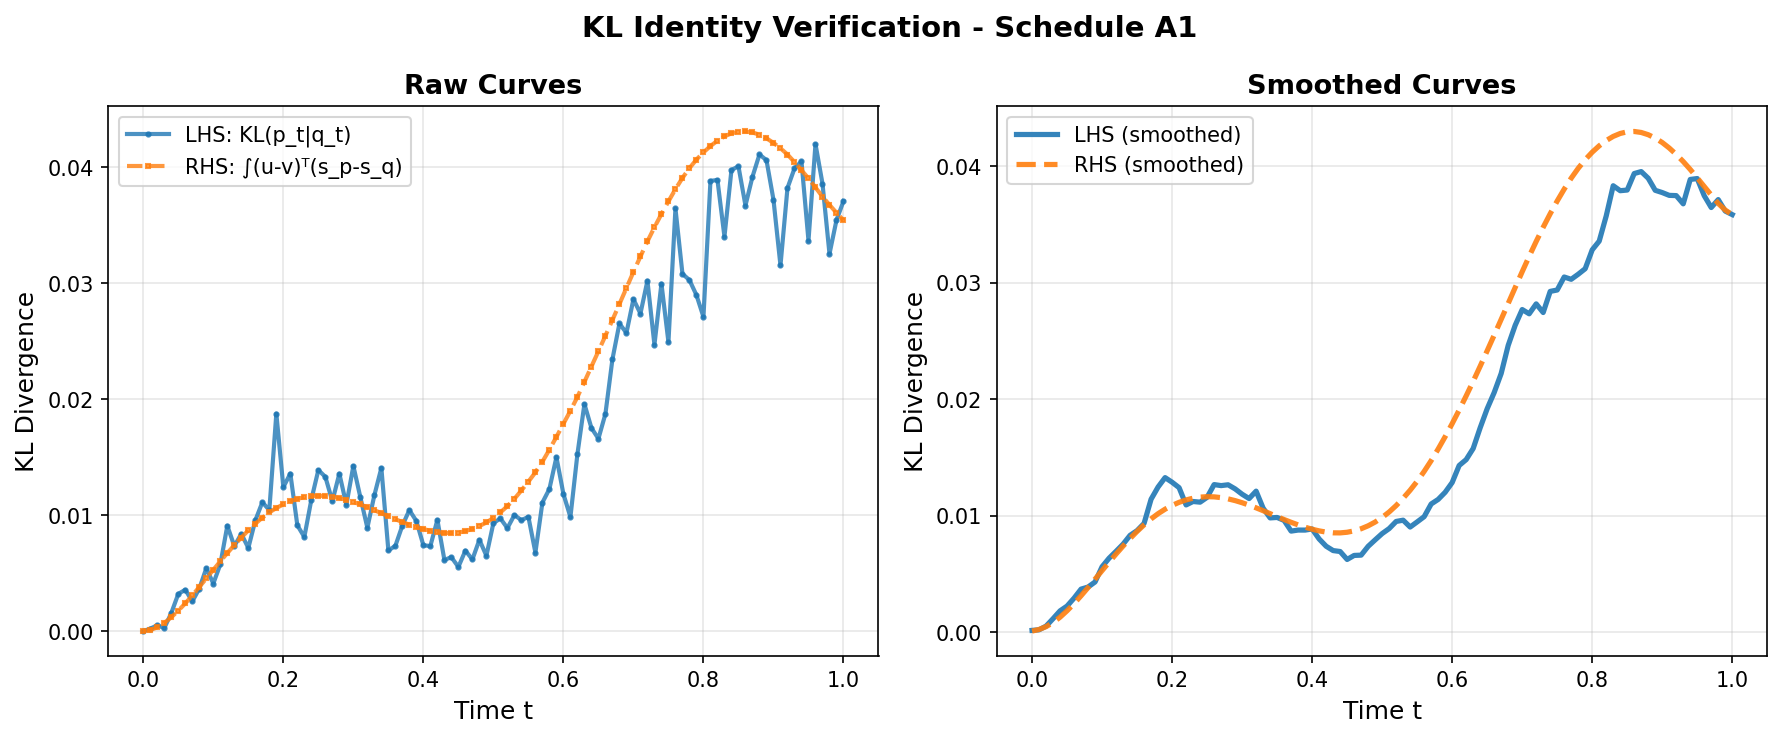 KL Identity Verification - Schedule A1
Raw Curves
LHS: KL(p_t|q_t)
RHS: ∫(u-v)ᵀ(s_p-s_q)
KL Divergence
0.04
0.03
0.02
0.01
0.00
0.0 0.2 0.4 0.6 0.8 1.0
Time t
Smoothed Curves
LHS (smoothed)
RHS (smoothed)
KL Divergence
0.04
0.03
0.02
0.01
0.00
0.0 0.2 0.4 0.6 0.8 1.0
Time t